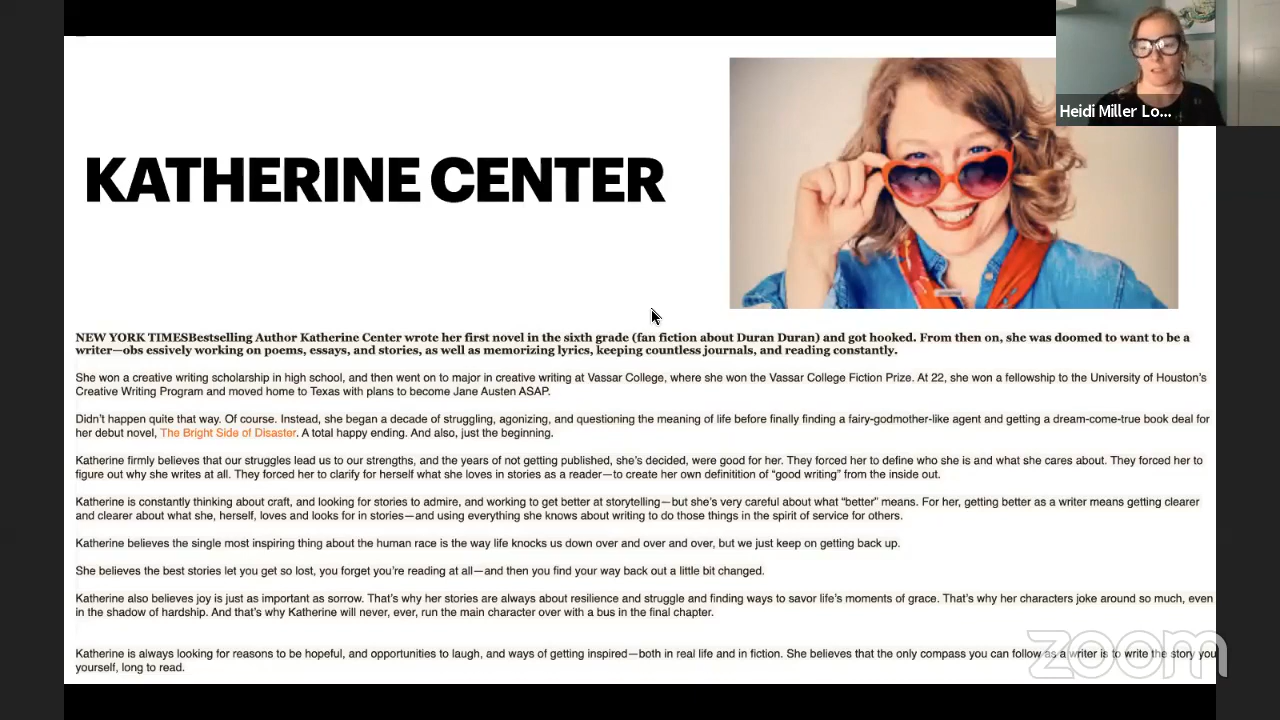 Heidi Miller Lo...
KATHERINE CENTER
NEW YORK TIMESBestselling Author Katherine Center wrote her first novel in the sixth grade (fan fiction about Duran Duran) and got hooked. From then on, she was doomed to want to be a
writer—obs essively working on poems, essays, and stories, as well as memorizing lyrics, keeping countless journals, and reading constantly.
She won a creative writing scholarship in high school, and then went on to major in creative writing at Vassar College, where she won the Vassar College Fiction Prize. At 22, she won a fellowship to the University of Houston's
Creative Writing Program and moved home to Texas with plans to become Jane Austen ASAP.
Didn't happen quite that way. Of course. Instead, she began a decade of struggling, agonizing, and questioning the meaning of life before finally finding a fairy-godmother-like agent and getting a dream-come-true book deal for
her debut novel, The Bright Side of Disaster. A total happy ending. And also, just the beginning.
Katherine firmly believes that our struggles lead us to our strengths, and the years of not getting published, she's decided, were good for her. They forced her to define who she is and what she cares about. They forced her to
figure out why she writes at all. They forced her to clarify for herself what she loves in stories as a reader—to create her own definitition of "good writing" from the inside out.
Katherine is constantly thinking about craft, and looking for stories to admire, and working to get better at storytelling—but she's very careful about what "better" means. For her, getting better as a writer means getting clearer
and clearer about what she, herself, loves and looks for in stories—and using everything she knows about writing to do those things in the spirit of service for others.
Katherine believes the single most inspiring thing about the human race is the way life knocks us down over and over and over, but we just keep on getting back up.
She believes the best stories let you get so lost, you forget you're reading at all—and then you find your way back out a little bit changed.
Katherine also believes joy is just as important as sorrow. That's why her stories are always about resilience and struggle and finding ways to savor life's moments of grace. That's why her characters joke around so much, even
in the shadow of hardship. And that's why Katherine will never, ever, run the main character over with a bus in the final chapter.
Katherine is always looking for reasons to be hopeful, and opportunities to laugh, and ways of getting inspired—both in real life and in fiction. She believes that the only compass you can follow as a writer is to write the story you
yourself, long to read.
zoom